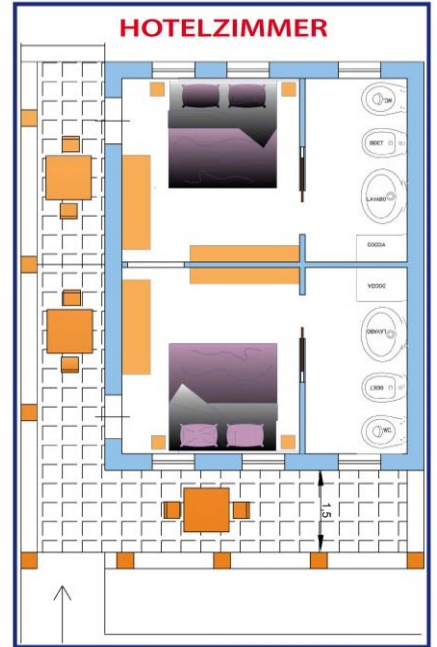 HOTELZIMMER
WC
BIDET
LAVABO
DOCCIA
DOCCIA
LAVABO
BIDET
WC
1,5